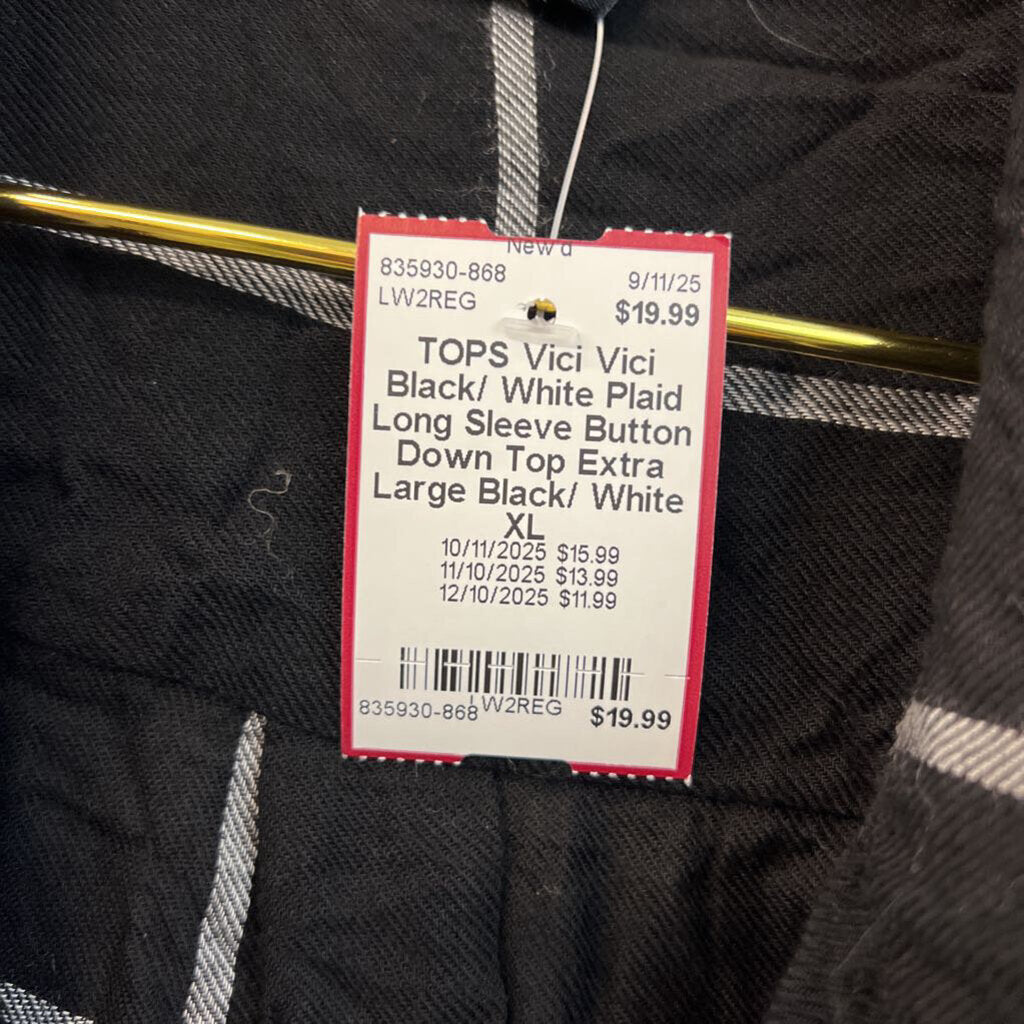 New d
835930-868 9/11/25
LW2REG $19.99
TOPS Vici Vici
Black/ White Plaid
Long Sleeve Button
Down Top Extra
Large Black/ White
XL
10/11/2025 $15.99
11/10/2025 $13.99
12/10/2025 $11.99
835930-868 LW2REG $19.99